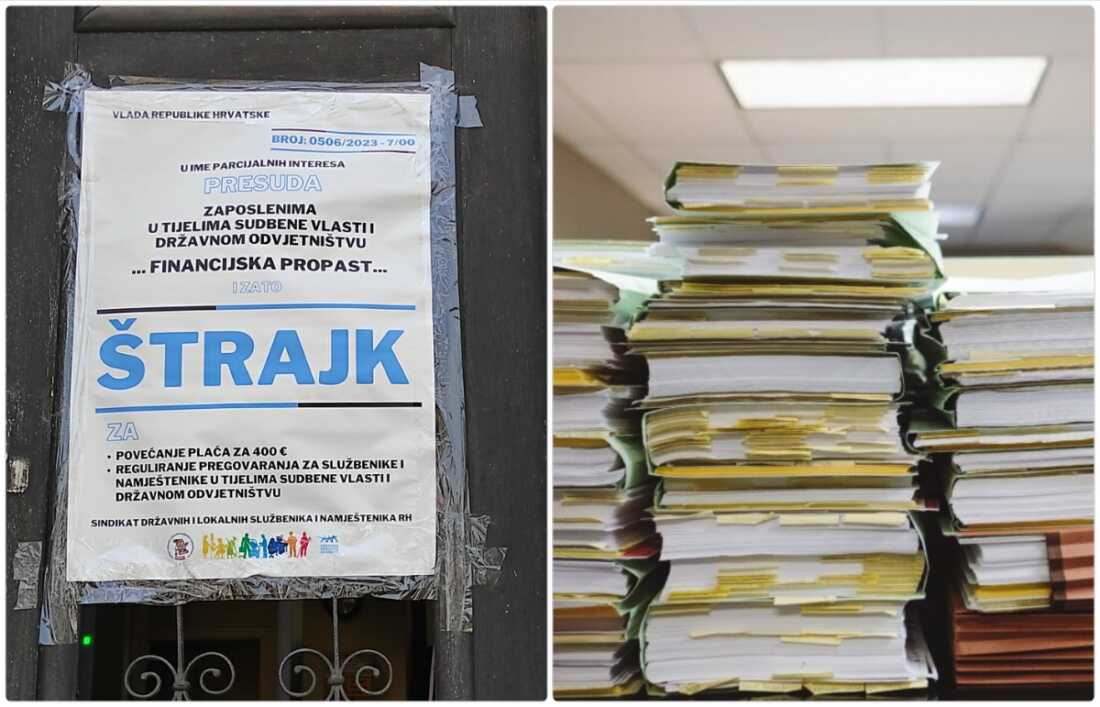 VLADA REPUBLIKE HRVATSKE
BROJ: 0506/2023 - 7/00
U IME PARCIJALNIH INTERESA
PRESUDA
ZAPOSLENIMA
U TIJELIMA SUDBENE VLASTI I
DRŽAVNOM ODVJETNIŠTVU
... FINANCIJSKA PROPAST...
I ZATO
ŠTRAJK
ZA
• POVEĆANJE PLAĆA ZA 400 €
• REGULIRANJE PREGOVARANJA ZA SLUŽBENIKE I
NAMJEŠTENIKE U TIJELIMA SUDBENE VLASTI I
DRŽAVNOM ODVJETNIŠTVU
SINDIKAT DRŽAVNIH I LOKALNIH SLUŽBENIKA I NAMJEŠTENIKA RH